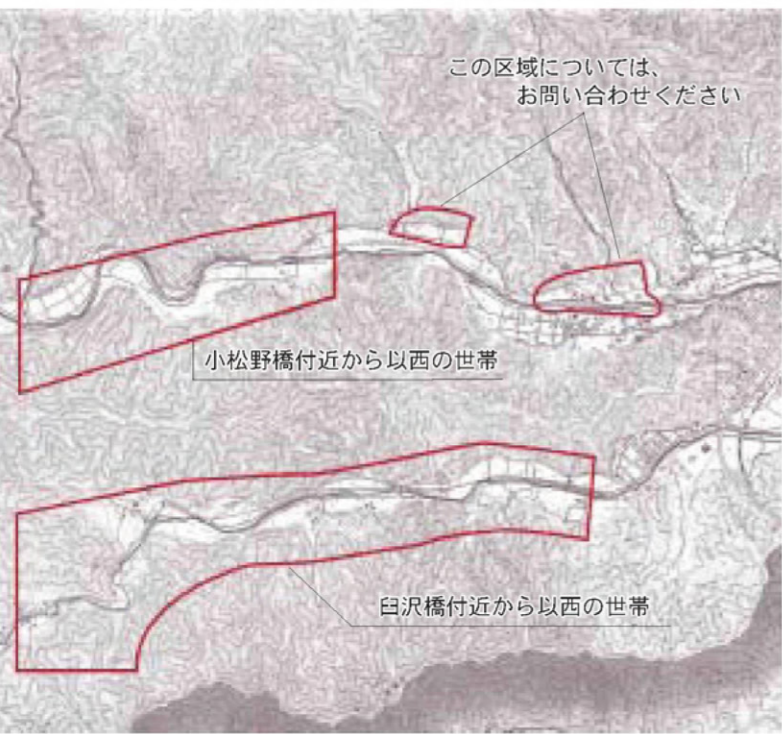 この区域については、
お問い合わせください
小松野橋付近から以西の世帯
臼沢橋付近から以西の世帯